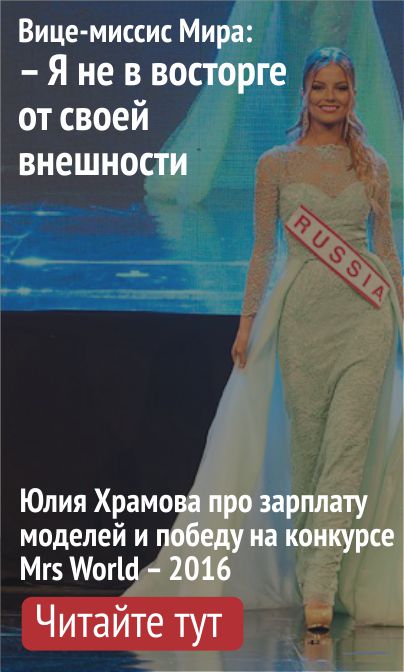 Вице-миссис Мира:
– Я не в восторге
от своей
внешности
RUSSIA
Юлия Храмова про зарплату
моделей и победу на конкурсе
Mrs World – 2016
Читайте тут